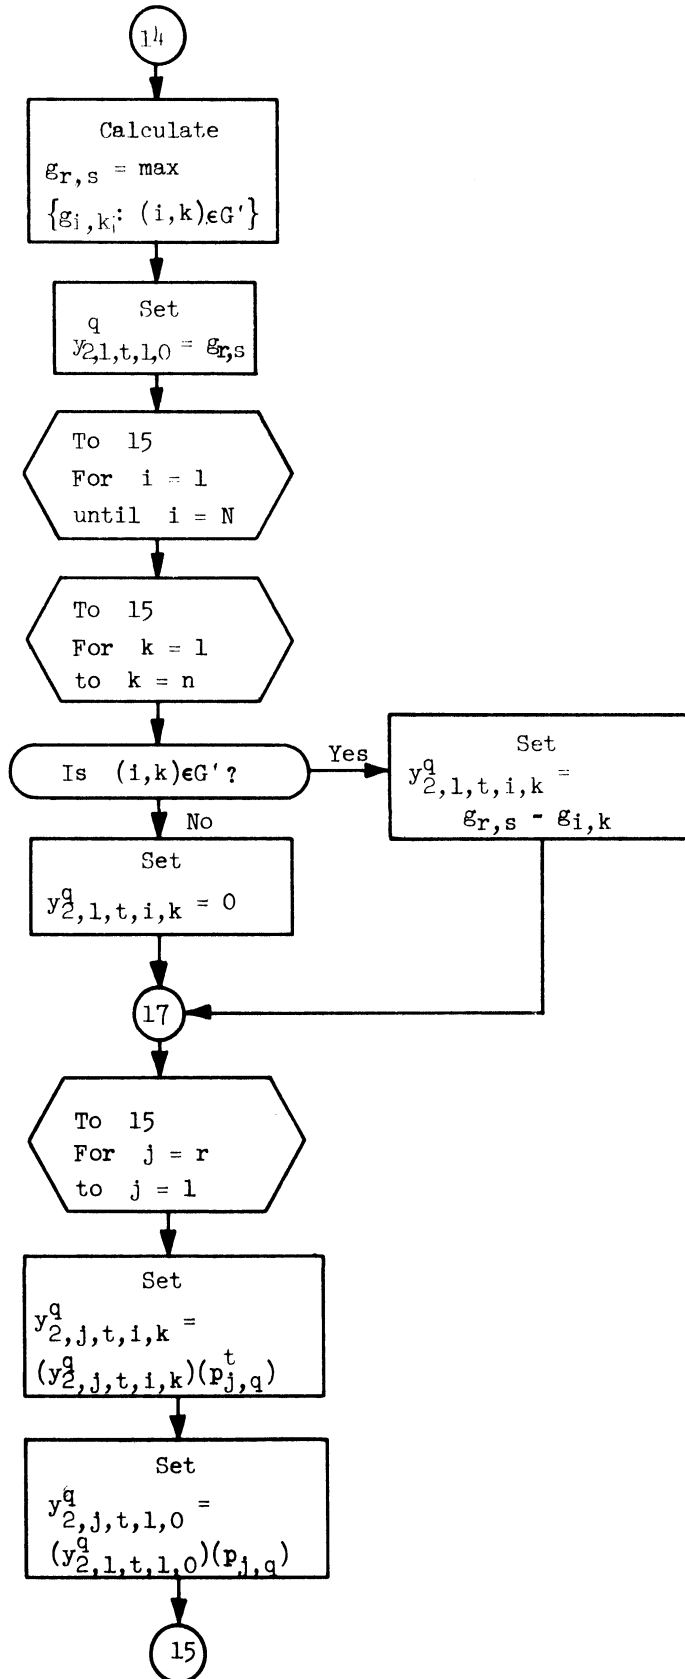 14
Calculate
g_{r,s} = max
{g_{i,k}: (i,k)ϵG'}
Set
y^q_{2,1,t,1,0} = g_{r,s}
To 15
For i = 1
until i = N
To 15
For k = 1
to k = n
Is (i,k)ϵG'?
Yes
Set
y^q_{2,1,t,i,k} =
g_{r,s} - g_{i,k}
No
Set
y^q_{2,1,t,i,k} = 0
17
To 15
For j = r
to j = 1
Set
y^q_{2,j,t,i,k} =
(y^q_{2,j,t,i,k})(p^t_{j,q})
Set
y^q_{2,j,t,1,0} =
(y^q_{2,1,t,1,0})(p_{j,q})
15